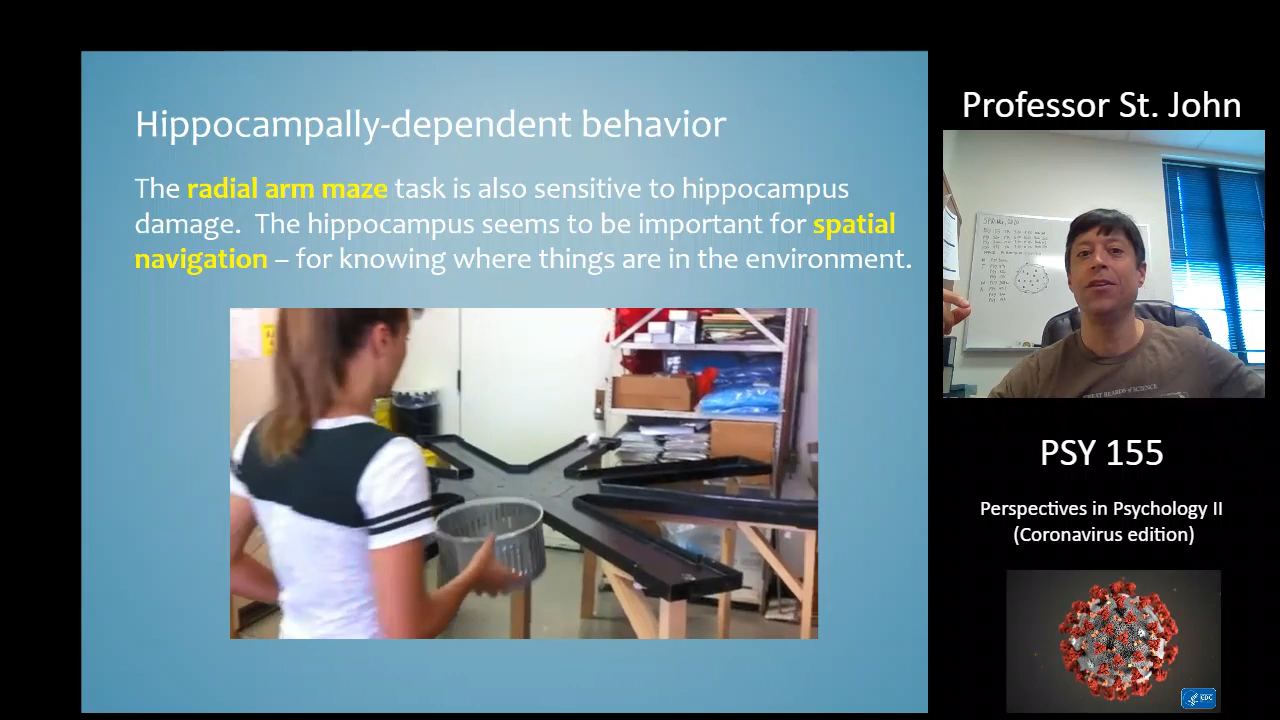 Hippocampally-dependent behavior
The radial arm maze task is also sensitive to hippocampus
damage. The hippocampus seems to be important for spatial
navigation – for knowing where things are in the environment.
Professor St. John
PSY 155
Perspectives in Psychology II
(Coronavirus edition)
CDC